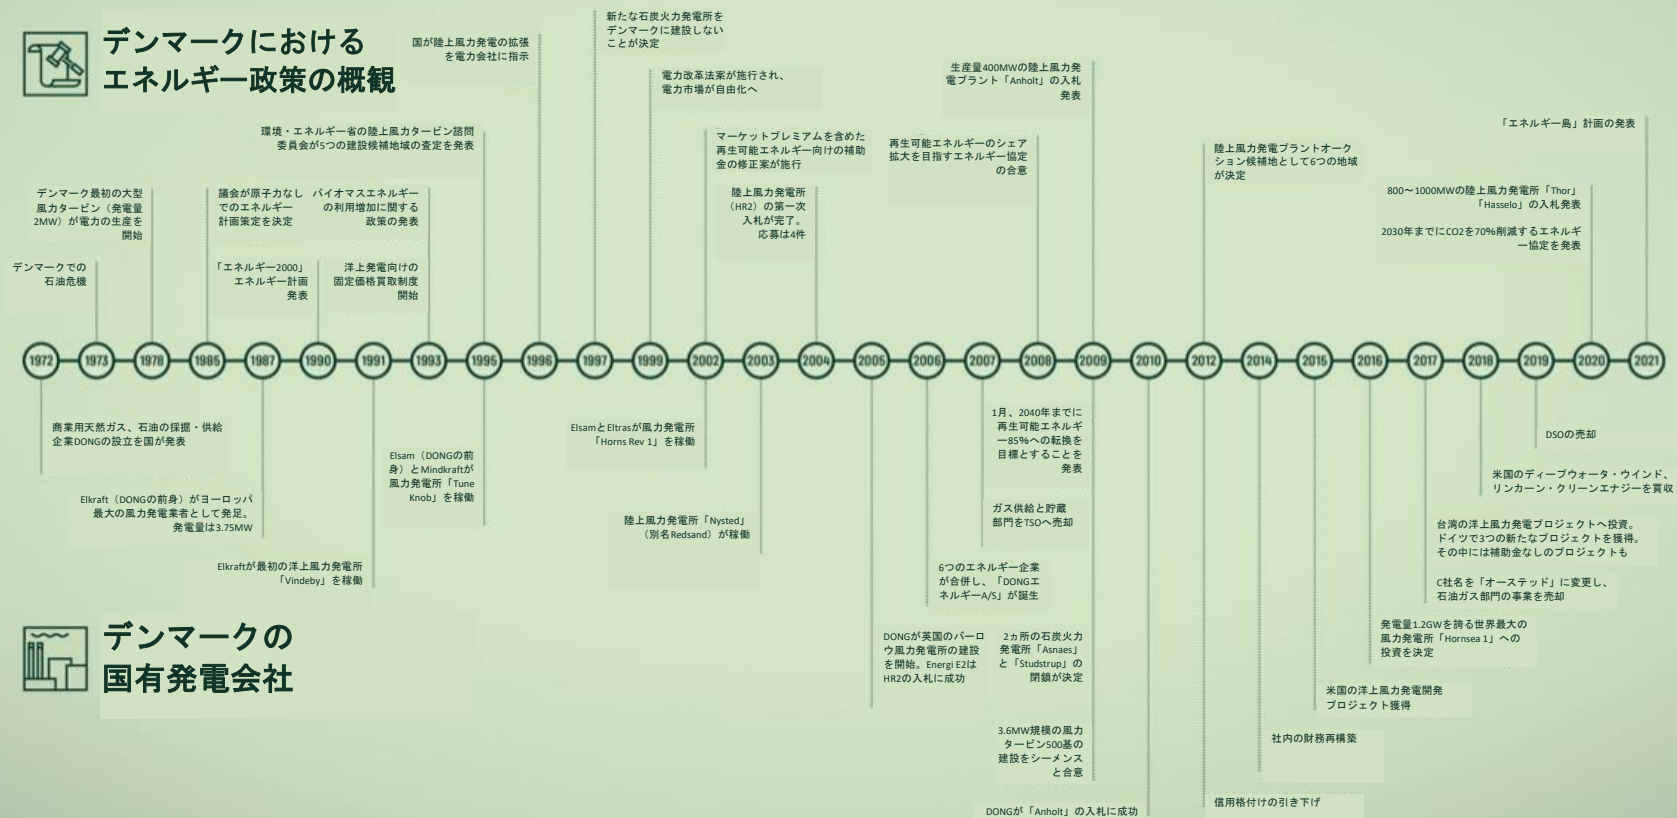 デンマークにおける
エネルギー政策の概観
国が陸上風力発電の拡張
を電力会社に指示
新たな石炭火力発電所を
デンマークに建設しない
ことが決定
電力改革法案が施行され、
電力市場が自由化へ
生産量400MWの陸上風力発
電プラント「Anholt」の入札
発表
「エネルギー島」計画の発表
環境・エネルギー省の陸上風力タービン諮問
委員会が5つの建設候補地域の査定を発表
マーケットプレミアムを含めた
再生可能エネルギー向けの補助
金の修正案が施行
再生可能エネルギーのシェア
拡大を目指すエネルギー協定
の合意
陸上風力発電プラントオーク
ション候補地として6つの地域
が決定
デンマーク最初の大型
風力タービン（発電量
2MW）が電力の生産を
開始
議会が原子力なし
でのエネルギー
計画策定を決定
バイオマスエネルギー
の利用増加に関する
政策の発表
陸上風力発電所
（HR2）の第一次
入札が完了。
応募は4件
800～1000MWの陸上風力発電所「Thor」
「Hasselo」の入札発表
2030年までにCO2を70%削減するエネルギ
ー協定を発表
デンマークでの
石油危機
「エネルギー2000」
エネルギー計画
発表
洋上発電向けの
固定価格買取制度
開始
1972 1973 1978 1985 1987 1990 1991 1993 1995 1996 1997 1999 2002 2003 2004 2005 2006 2007 2008 2009 2010 2012 2014 2015 2016 2017 2018 2019 2020 2021
商業用天然ガス、石油の採掘・供給
企業DONGの設立を国が発表
Elkraft（DONGの前身）がヨーロッパ
最大の風力発電業者として発足。
発電量は3.75MW
Elkraftが最初の洋上風力発電所
「Vindeby」を稼働
Elsam（DONGの前
身）とMindkraftが
風力発電所「Tune
Knob」を稼働
ElsamとEltrasが風力発電所
「Horns Rev 1」を稼働
陸上風力発電所「Nysted」
（別名Redsand）が稼働
DONGが英国のバーロ
ウ風力発電所の建設
を開始。Energi E2は
HR2の入札に成功
6つのエネルギー企業
が合併し、「DONGエ
ネルギーA/S」が誕生
ガス供給と貯蔵
部門をTSOへ売却
1月、2040年までに
再生可能エネルギ
ー85%への転換を
目標とすることを
発表
2ヵ所の石炭火力
発電所「Asnaes」
と「Studstrup」の
閉鎖が決定
3.6MW規模の風力
タービン500基の
建設をシーメンス
と合意
DONGが「Anholt」の入札に成功
信用格付けの引き下げ
社内の財務再構築
米国の洋上風力発電開発
プロジェクト獲得
発電量1.2GWを誇る世界最大の
風力発電所「Hornsea 1」への
投資を決定
台湾の洋上風力発電プロジェクトへ投資。
ドイツで3つの新たなプロジェクトを獲得。
その中には補助金なしのプロジェクトも
C社名を「オーステッド」に変更し、
石油ガス部門の事業を売却
米国のディープウォータ・ウインド、
リンカーン・クリーンエナジーを買収
DSOの売却
デンマークの
国有発電会社